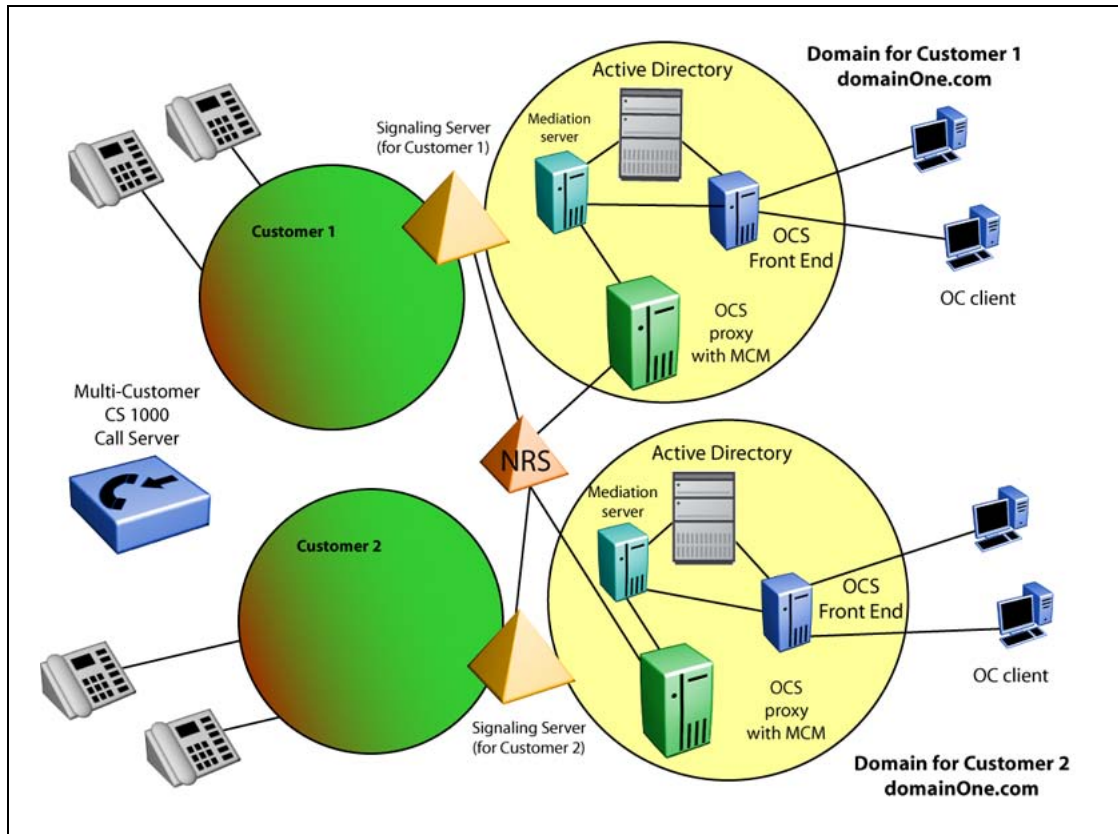 Active Directory
Domain for Customer 1
domainOne.com
Signaling Server
(for Customer 1)
Mediation
server
Customer 1
OCS
Front End
OC client
OCS
proxy
with MCM
Multi-Customer
CS 1000
Call Server
NRS
Active Directory
Mediation
server
Customer 2
OCS
Front End
OC client
OCS
proxy
with MCM
Signaling Server
(for Customer 2)
Domain for Customer 2
domainOne.com